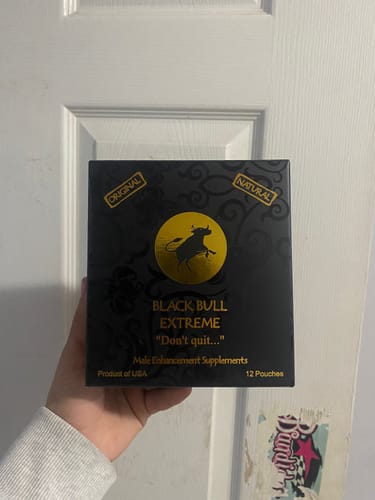 ORIGINAL
NATURAL
BLACK BULL
EXTREME
"Don't quit..."
Male Enhancement Supplements
Product of USA
12 Pouches